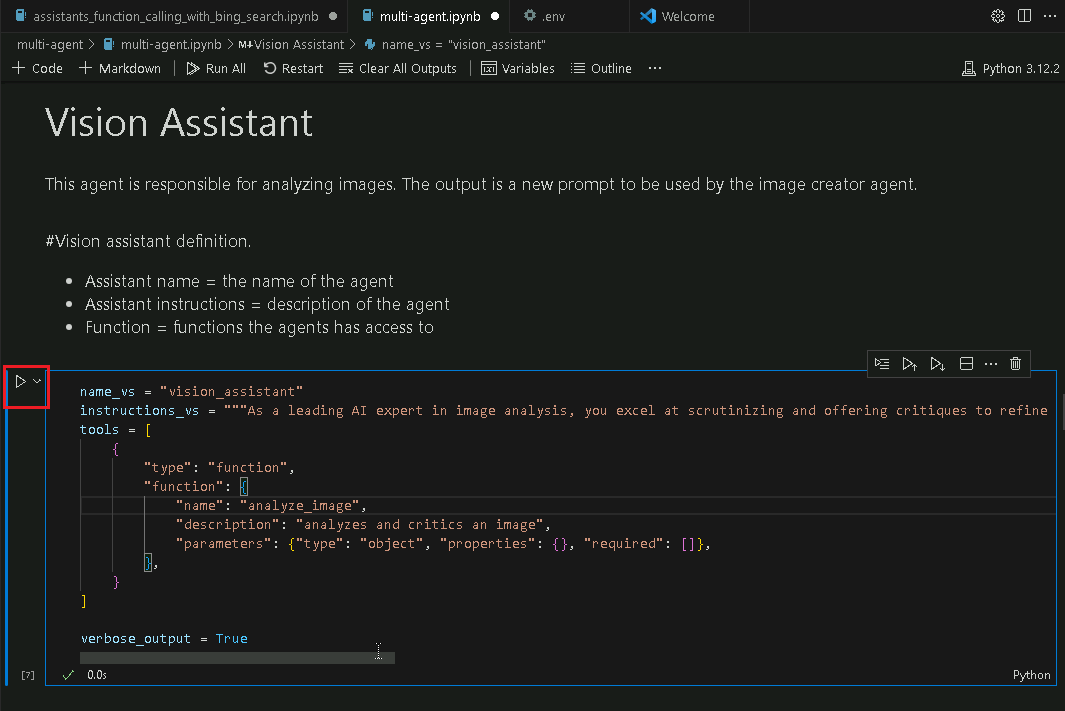 assistants_function_calling_with_bing_search.ipynb multi-agent.ipynb .env Welcome
multi-agent > multi-agent.ipynb > M↓Vision Assistant > name_vs = "vision_assistant"
+ Code + Markdown Run All Restart Clear All Outputs Variables Outline ... Python 3.12.2
Vision Assistant
This agent is responsible for analyzing images. The output is a new prompt to be used by the image creator agent.
#Vision assistant definition.
• Assistant name = the name of the agent
• Assistant instructions = description of the agent
• Function = functions the agents has access to
name_vs = "vision_assistant"
instructions_vs = """As a leading AI expert in image analysis, you excel at scrutinizing and offering critiques to refine
tools = [
{
"type": "function",
"function": {
"name": "analyze_image",
"description": "analyzes and critics an image",
"parameters": {"type": "object", "properties": {}, "required": []},
},
}
]
verbose_output = True
[7] ✓ 0.0s Python